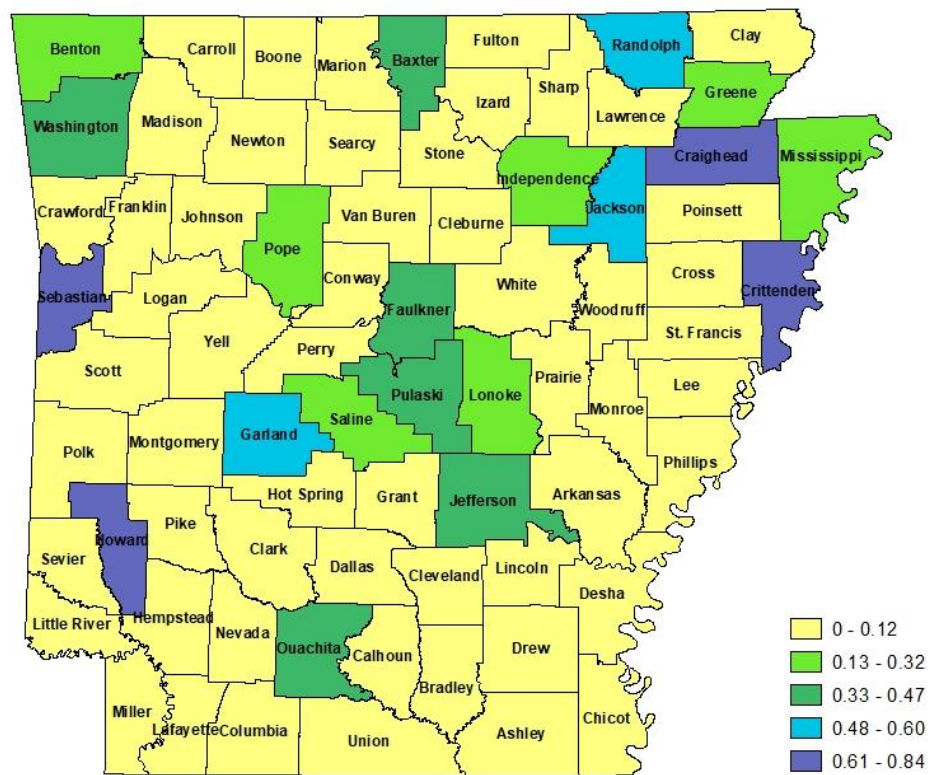 Benton
Carroll
Boone
Marion
Baxter
Fulton
Randolph
Clay
Washington
Madison
Newton
Searcy
Stone
Izard
Sharp
Lawrence
Greene
Independence
Jackson
Craighead
Mississippi
Crawford
Franklin
Johnson
Pope
Van Buren
Cleburne
Poinsett
Sebastian
Logan
Conway
Faulkner
White
Woodruff
Cross
Crittenden
Scott
Yell
Perry
Pulaski
Lonoke
Prairie
St. Francis
Monroe
Lee
Polk
Montgomery
Garland
Saline
Phillips
Hot Spring
Grant
Jefferson
Arkansas
Howard
Pike
Clark
Dallas
Cleveland
Lincoln
Desha
Sevier
Little River
Hempstead
Nevada
Ouachita
Calhoun
Bradley
Drew
Miller
Lafayette
Columbia
Union
Ashley
Chicot
0 - 0.12
0.13 - 0.32
0.33 - 0.47
0.48 - 0.60
0.61 - 0.84